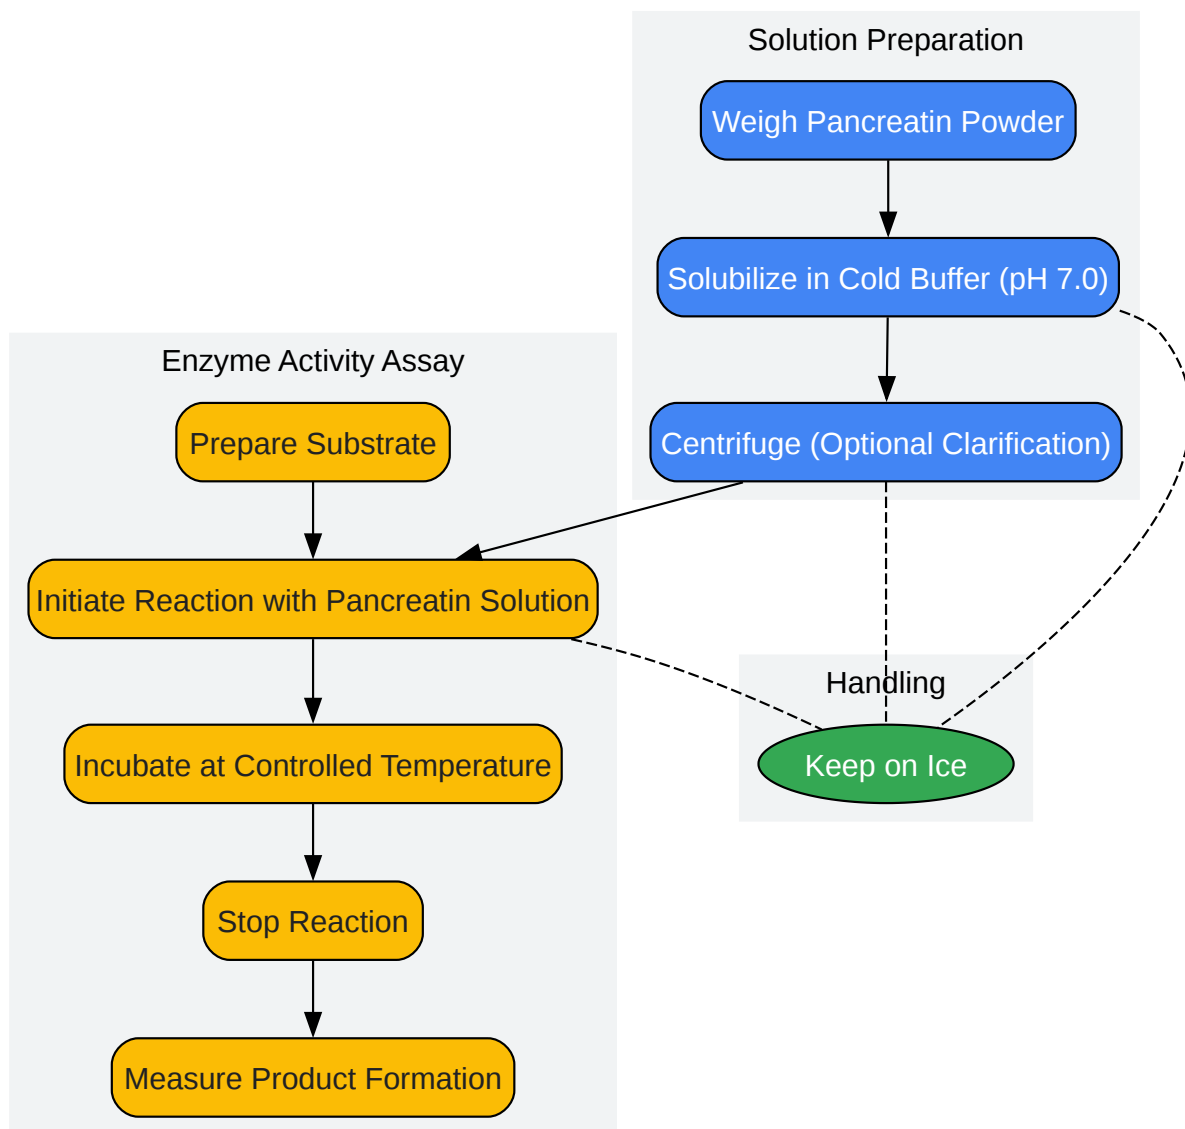 Solution Preparation
Weigh Pancreatin Powder
Solubilize in Cold Buffer (pH 7.0)
Centrifuge (Optional Clarification)
Enzyme Activity Assay
Prepare Substrate
Initiate Reaction with Pancreatin Solution
Incubate at Controlled Temperature
Stop Reaction
Measure Product Formation
Handling
Keep on Ice